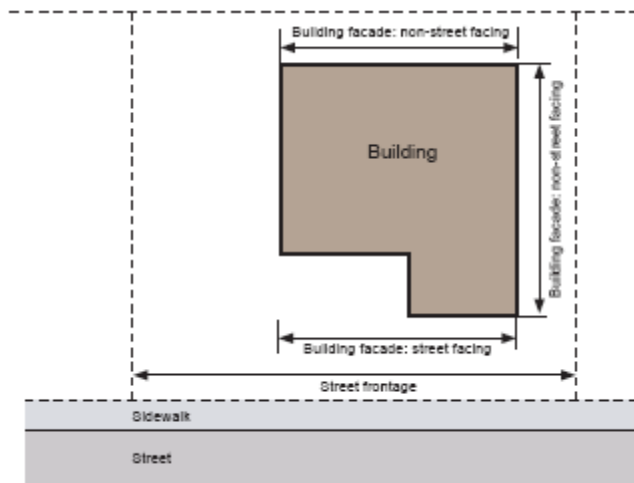 Building facade: non-street facing
Building
Building facade: non-street facing
Building facade: street facing
Street frontage
Sidewalk
Street